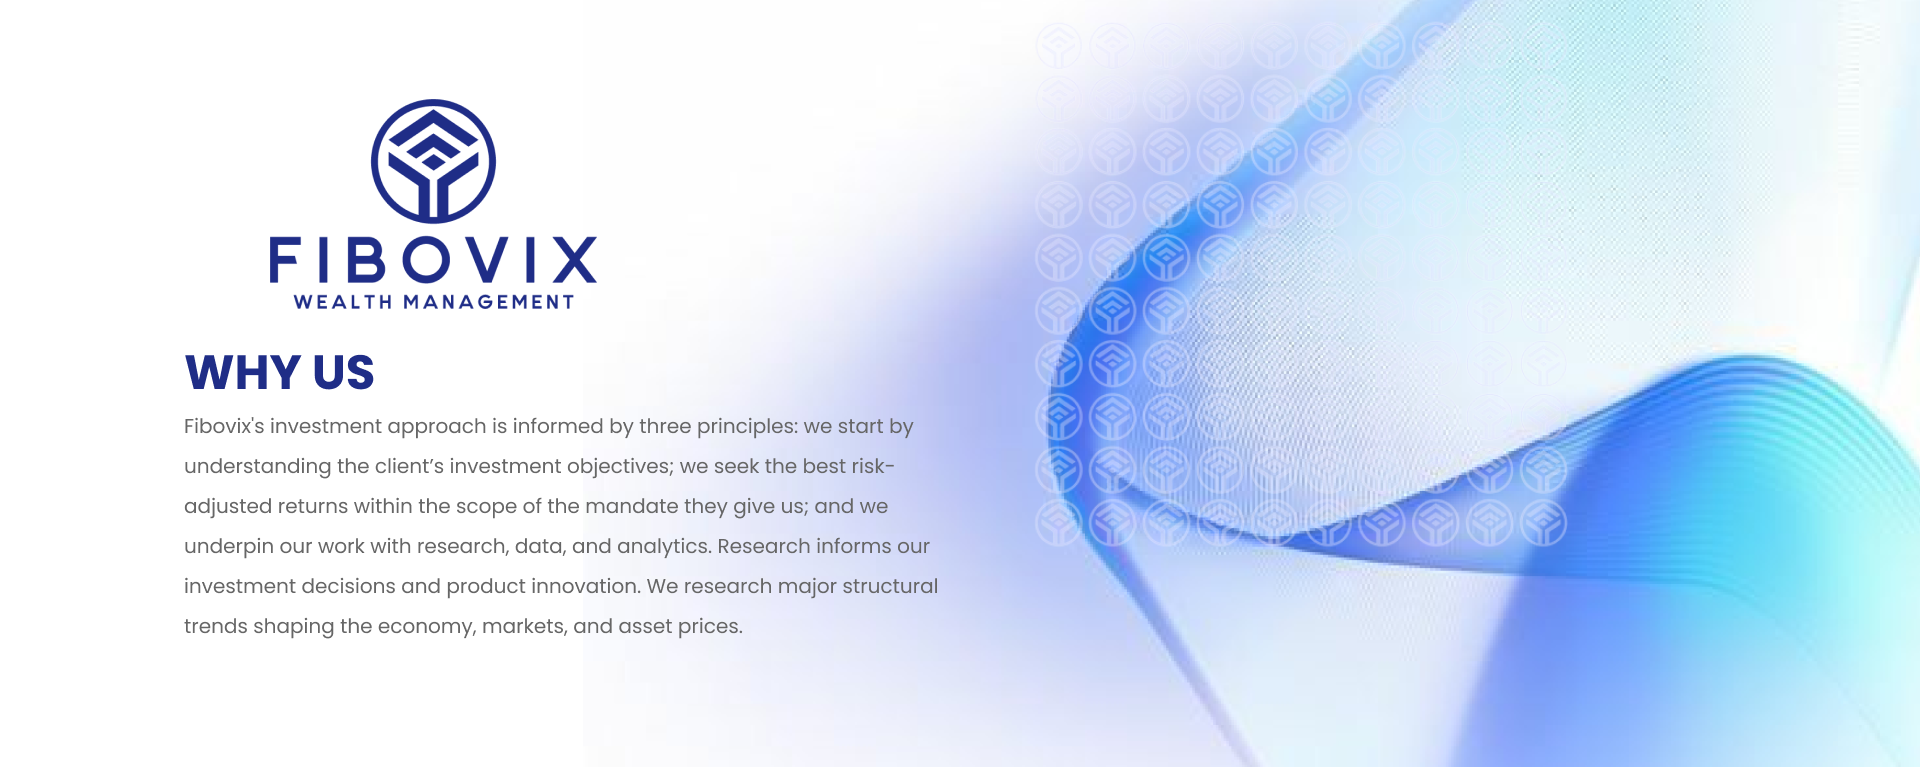 FIBOVIX
WEALTH MANAGEMENT
WHY US
Fibovix's investment approach is informed by three principles: we start by
understanding the client’s investment objectives; we seek the best risk-
adjusted returns within the scope of the mandate they give us; and we
underpin our work with research, data, and analytics. Research informs our
investment decisions and product innovation. We research major structural
trends shaping the economy, markets, and asset prices.